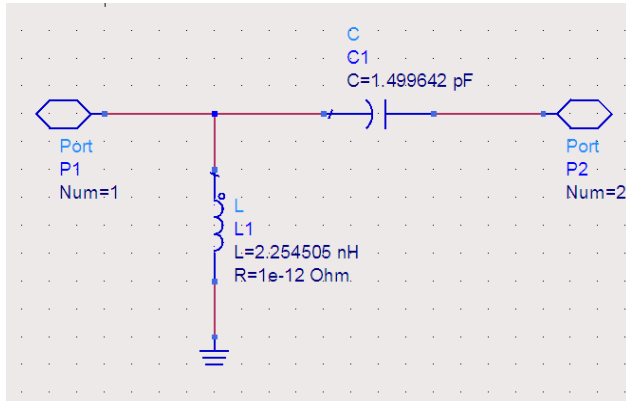 C
C1
C=1.499642 pF
Port
P1
Num=1
Port
P2
Num=2
L
L1
L=2.254505 nH
R=1e-12 Ohm